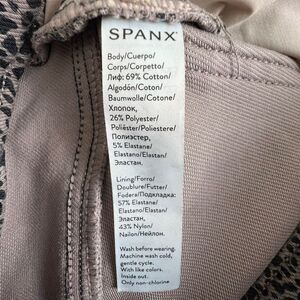 SPANX
Body/Cuerpo/
Corps/Corpetto/
Лиф: 69% Cotton/
Algodón/Coton/
Baumwolle/Cotone/
Хлопок,
26% Polyester/
Poliéster/Poliestere/
Полиэстер,
5% Elastane/
Elastano/Elastan/
Эластан.
Lining/Forro/
Doublure/Futter/
Fodera/Подкладка:
57% Elastane/
Elastano/Elastan/
Эластан,
43% Nylon/
Nailon/Нейлон.
Wash before wearing.
Machine wash cold,
gentle cycle.
With like colors.
Inside out.
Only non-chlorine